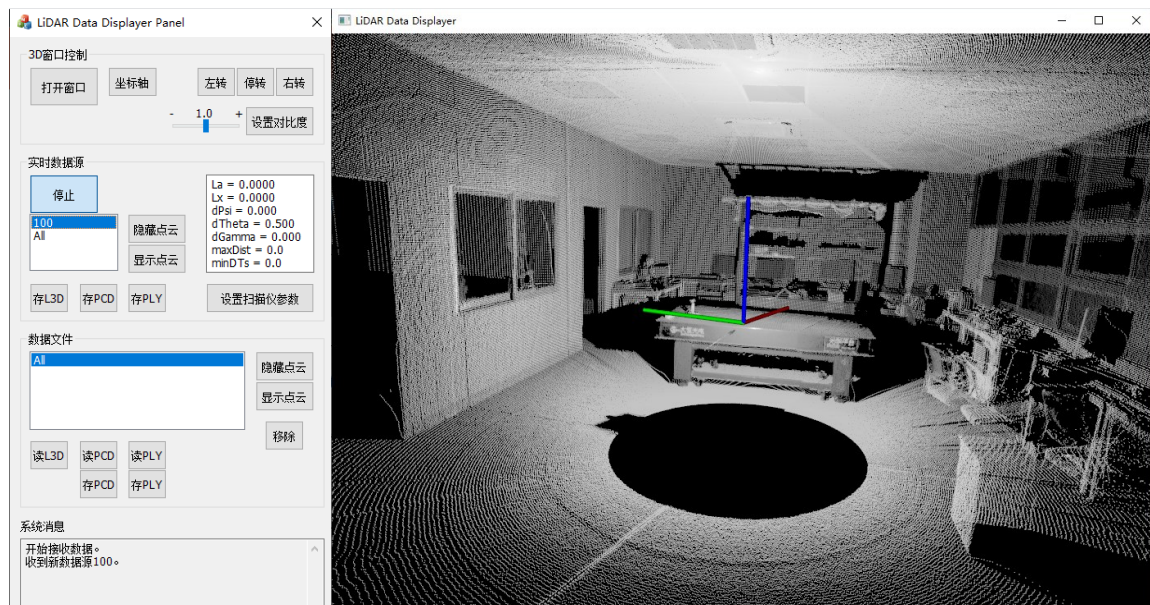 LiDAR Data Displayer Panel
LiDAR Data Displayer
3D窗口控制
打开窗口
坐标轴
左转
停转
右转
- 1.0 +
设置对比度
实时数据源
停止
100
All
隐藏点云
显示点云
La = 0.0000
Lx = 0.0000
dPsi = 0.000
dTheta = 0.500
dGamma = 0.000
maxDist = 0.0
minDTs = 0.0
存L3D
存PCD
存PLY
设置扫描仪参数
数据文件
All
隐藏点云
显示点云
移除
读L3D
读PCD
读PLY
存PCD
存PLY
系统消息
开始接收数据。
收到新数据源100。